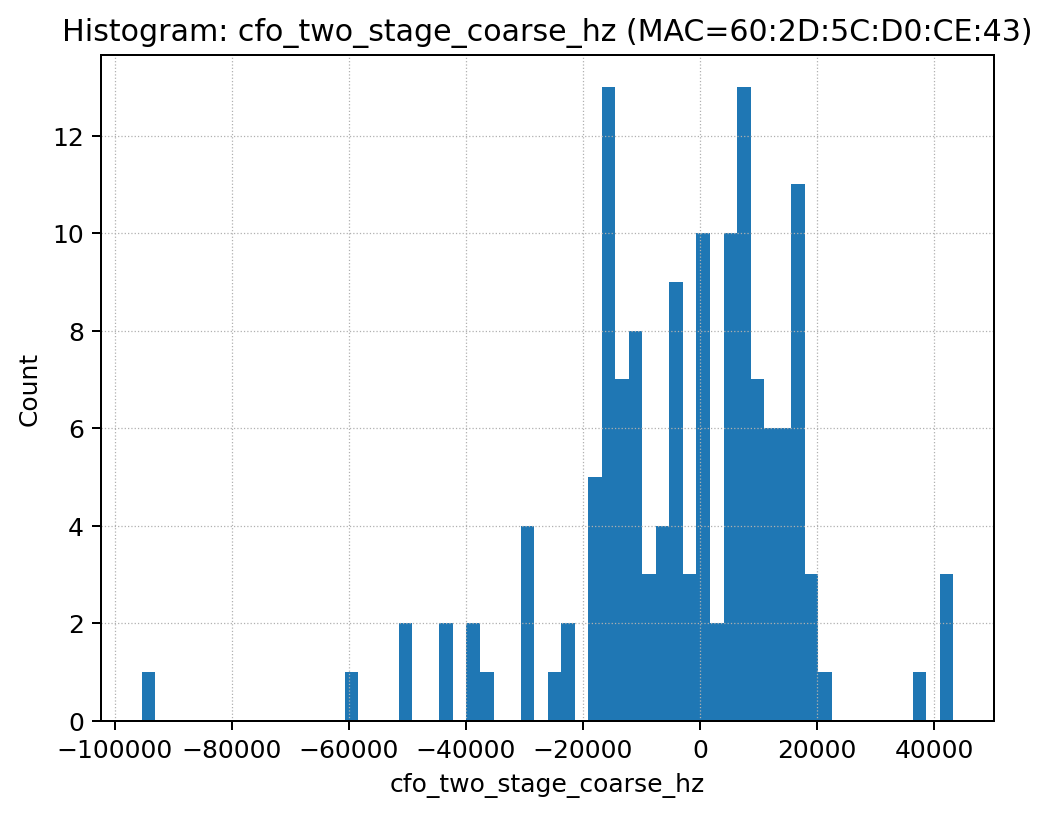 Histogram: cfo_two_stage_coarse_hz (MAC=60:2D:5C:D0:CE:43)
12
10
8
6
4
2
0
Count
−100000 −80000 −60000 −40000 −20000 0 20000 40000
cfo_two_stage_coarse_hz